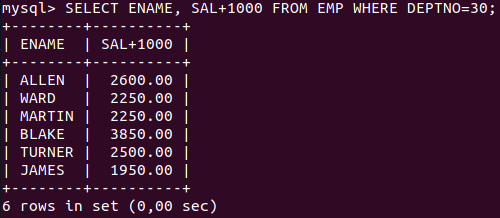 mysql> SELECT ENAME, SAL+1000 FROM EMP WHERE DEPTNO=30;
+--------+----------+
| ENAME  | SAL+1000 |
+--------+----------+
| ALLEN  |  2600.00 |
| WARD   |  2250.00 |
| MARTIN |  2250.00 |
| BLAKE  |  3850.00 |
| TURNER |  2500.00 |
| JAMES  |  1950.00 |
+--------+----------+
6 rows in set (0,00 sec)